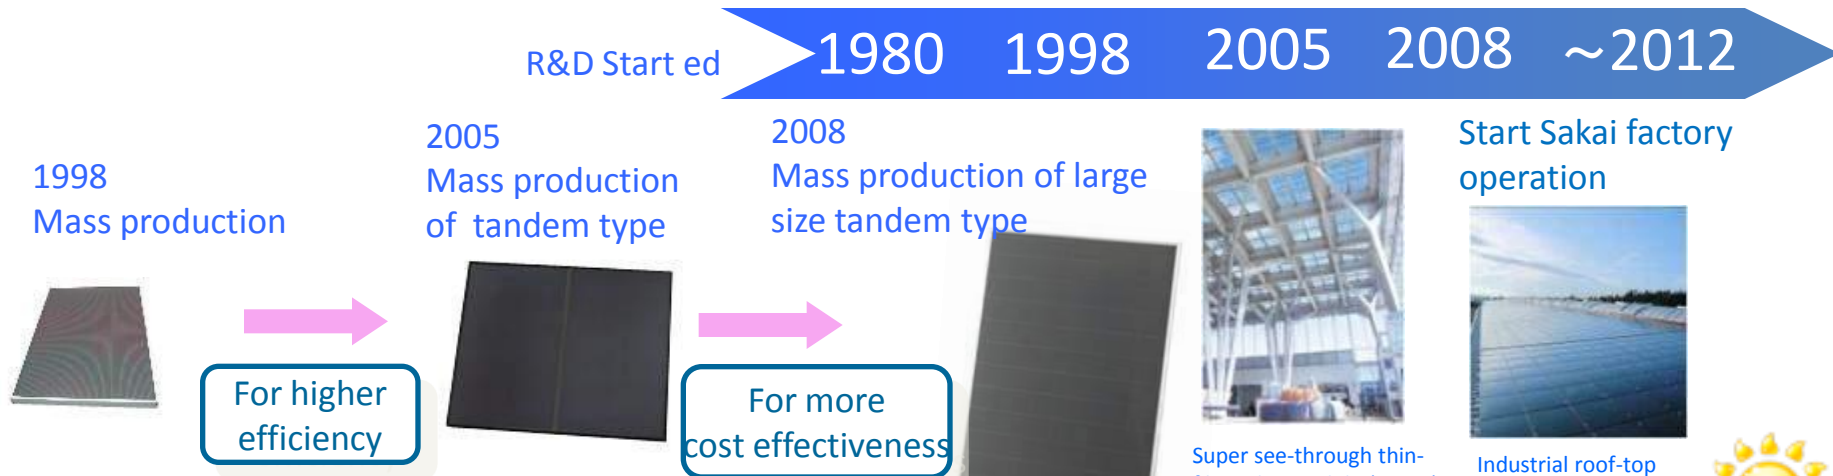 R&D Start ed
1980 1998 2005 2008 ~2012
1998
Mass production
2005
Mass production
of tandem type
2008
Mass production of large
size tandem type
Start Sakai factory
operation
For higher
efficiency
For more
cost effectiveness
Super see-through thin-
Industrial roof-top